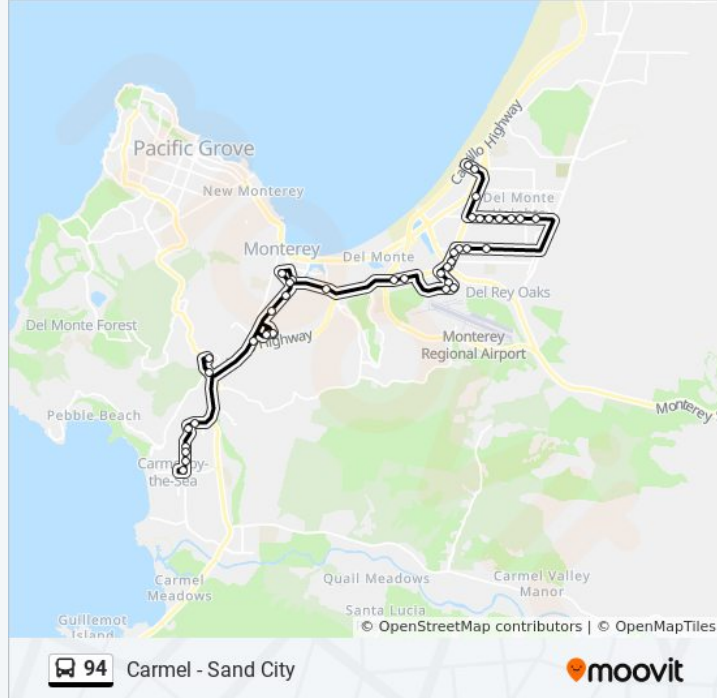 Cabrillo Highway
Pacific Grove
New Monterey
Del Monte
Monterey
Del Monte
Del Rey Oaks
Del Monte Forest
Highway
Monterey
Regional Airport
Monterey
Pebble Beach
Carmel-by-
the-Sea
Quail Meadows
Carmel Valley
Manor
Carmel
Meadows
Santa Lucia
Guillemot
Island
© OpenStreetMap contributors | © OpenMapTiles
94 Carmel - Sand City
moovit